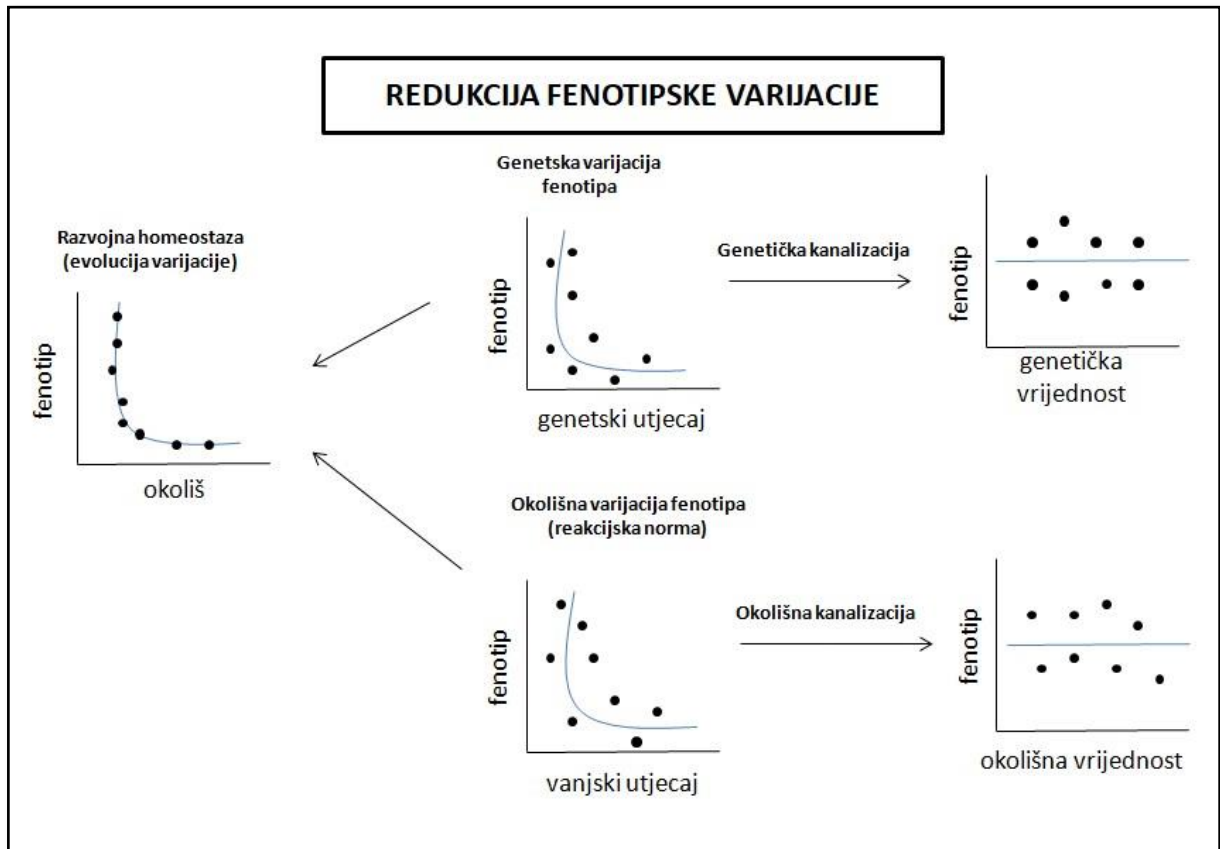 REDUKCIJA FENOTIPSKE VARIJACIJE
Razvojna homeostaza
(evolucija varijacije)
fenotip
okoliš
Genetska varijacija
fenotipa
fenotip
genetski utjecaj
Genetička kanalizacija
fenotip
genetička
vrijednost
Okolišna varijacija fenotipa
(reakcijska norma)
fenotip
vanjski utjecaj
Okolišna kanalizacija
fenotip
okolišna vrijednost